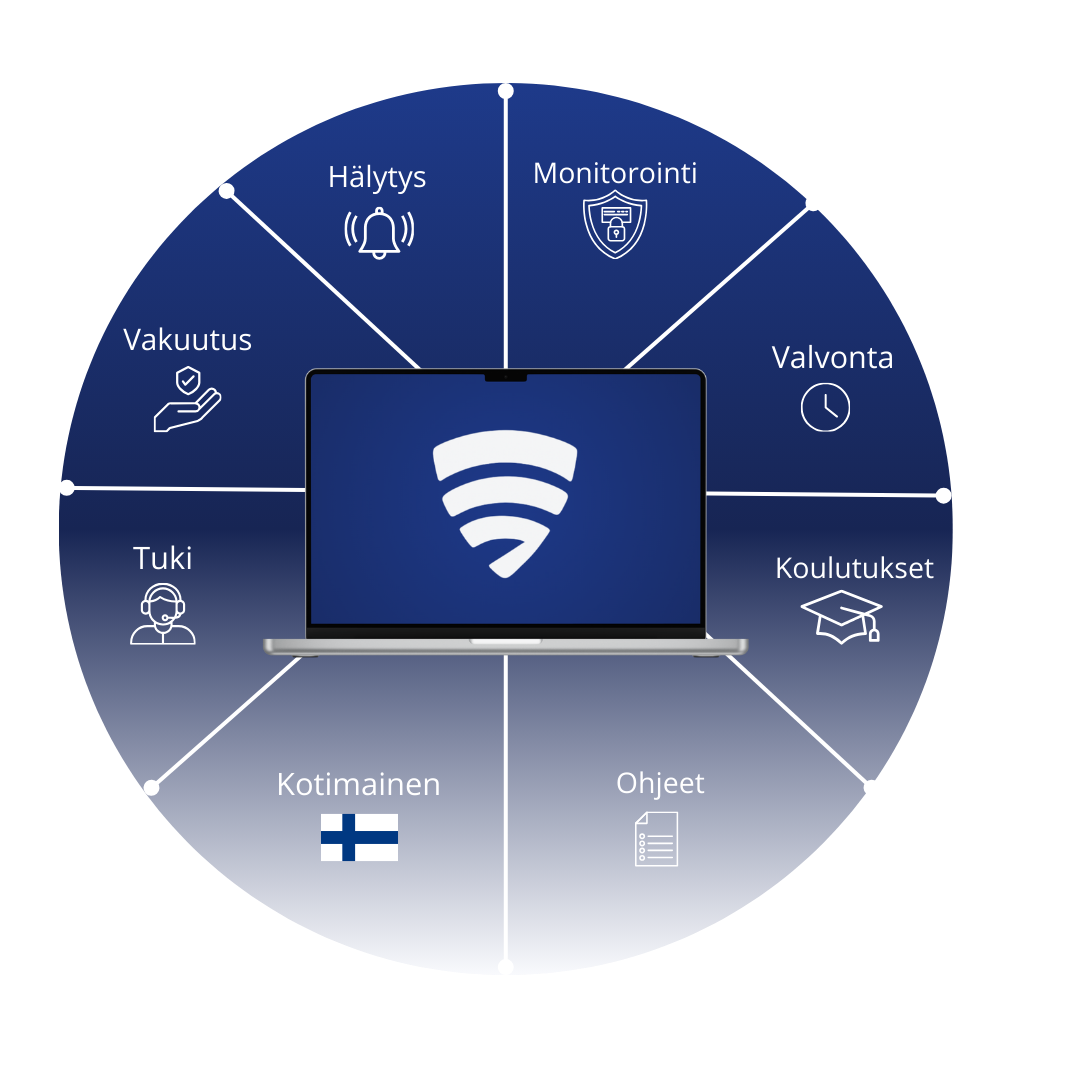 Hälytys
Monitorointi
Vakuutus
Valvonta
Tuki
Koulutukset
Kotimainen
Ohjeet